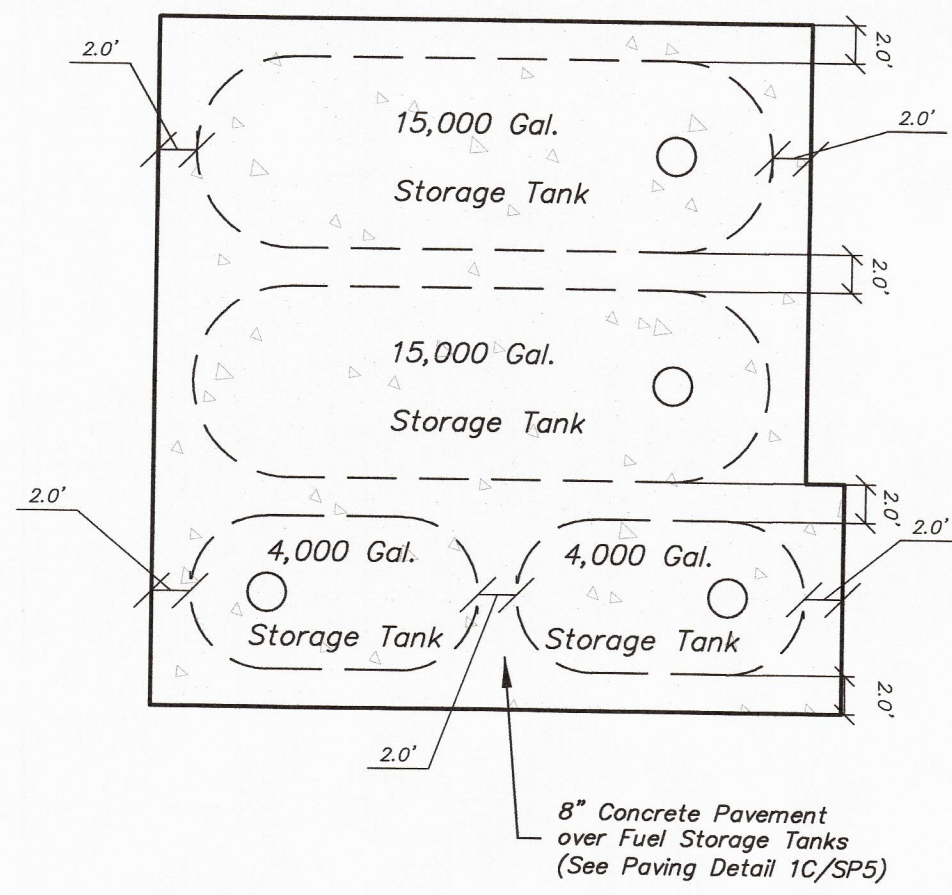 2.0'
2.0'
15,000 Gal.
2.0'
Storage Tank
2.0'
15,000 Gal.
Storage Tank
2.0'
2.0'
2.0'
4,000 Gal.
4,000 Gal.
Storage Tank
Storage Tank
2.0'
2.0'
8" Concrete Pavement
over Fuel Storage Tanks
(See Paving Detail 1C/SP5)